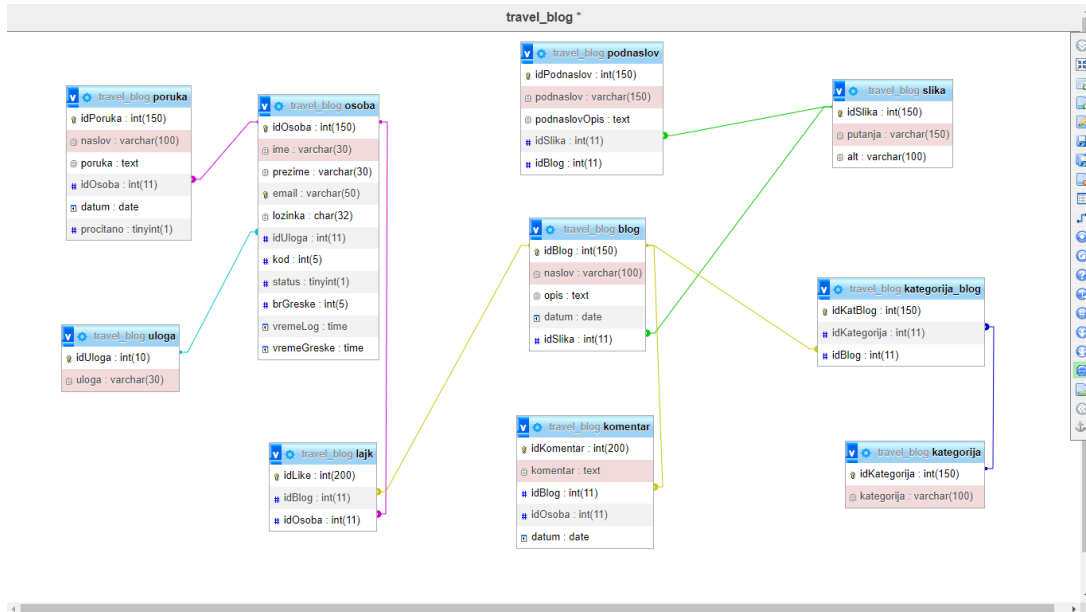 travel_blog *
travel_blog podnaslov
idPodnaslov : int(150)
podnaslov : varchar(150)
podnaslovOpis : text
idSlika : int(11)
idBlog : int(11)
travel_blog slika
idSlika : int(150)
putanja : varchar(150)
alt : varchar(100)
travel_blog poruka
idPoruka : int(150)
naslov : varchar(100)
poruka : text
idOsoba : int(11)
datum : date
procitano : tinyint(1)
travel_blog osoba
idOsoba : int(150)
ime : varchar(30)
prezime : varchar(30)
email : varchar(50)
lozinka : char(32)
idUloga : int(11)
kod : int(5)
status : tinyint(1)
brGreske : int(5)
vremeLog : time
vremeGreske : time
travel_blog blog
idBlog : int(150)
naslov : varchar(100)
opis : text
datum : date
idSlika : int(11)
travel_blog kategorija_blog
idKatBlog : int(150)
idKategorija : int(11)
idBlog : int(11)
travel_blog uloga
idUloga : int(10)
uloga : varchar(30)
travel_blog lajk
idLike : int(200)
idBlog : int(11)
idOsoba : int(11)
travel_blog komentar
idKomentar : int(200)
komentar : text
idBlog : int(11)
idOsoba : int(11)
datum : date
travel_blog kategorija
idKategorija : int(150)
kategorija : varchar(100)